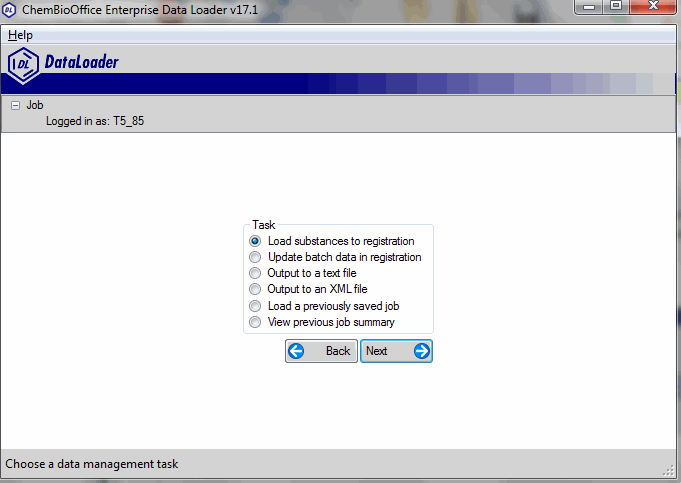 ChemBioOffice Enterprise Data Loader v17.1
Help
DL DataLoader
Job
Logged in as: T5_85
Task
Load substances to registration
Update batch data in registration
Output to a text file
Output to an XML file
Load a previously saved job
View previous job summary
Back Next
Choose a data management task